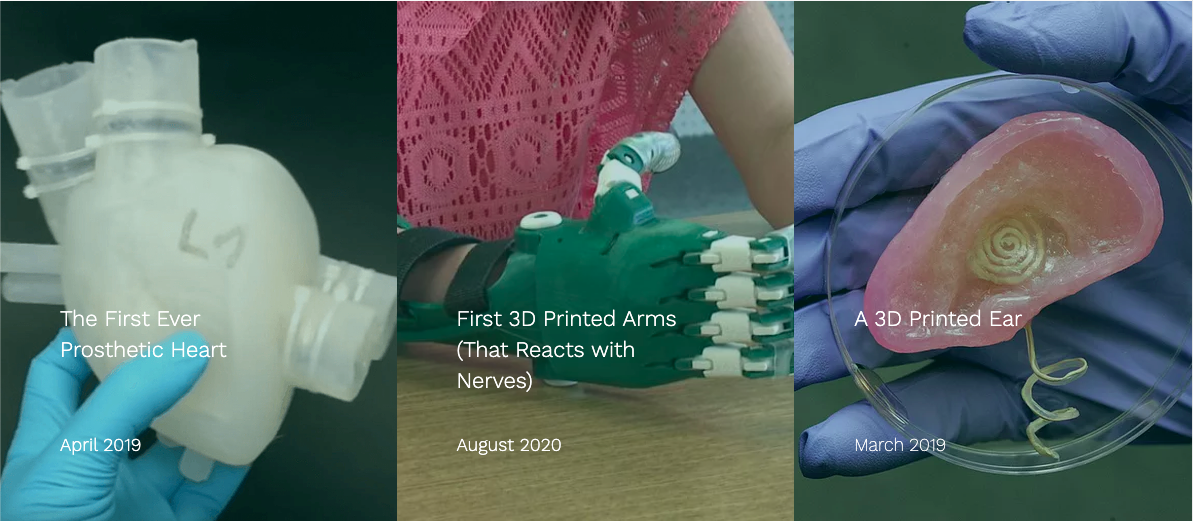 The First Ever
Prosthetic Heart
April 2019
First 3D Printed Arms
(That Reacts with
Nerves)
August 2020
A 3D Printed Ear
March 2019